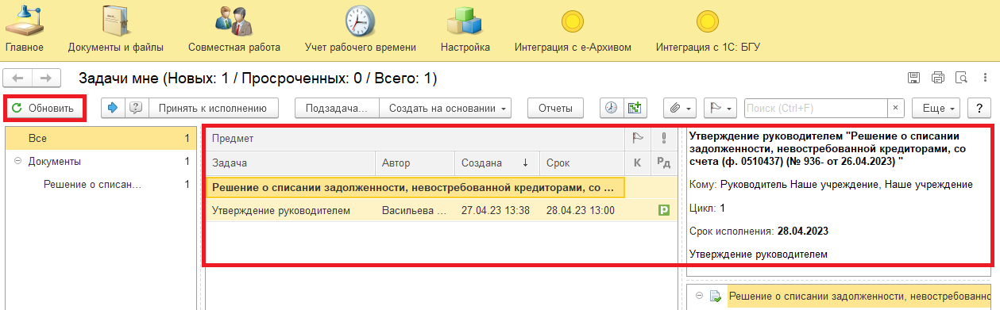 Главное Документы и файлы Совместная работа Учет рабочего времени Настройка Интеграция с е-Архивом Интеграция с 1С: БГУ
Задачи мне (Новых: 1 / Просроченных: 0 / Всего: 1)
Обновить Принять к исполнению Подзадача... Создать на основании Отчеты Поиск (Ctrl+F) × Еще ?
Все 1
Документы 1
Решение о списан... 1
Предмет
Задача Автор Создана ↓ Срок К Рд
Решение о списании задолженности, невостребованной кредиторами, со ...
Утверждение руководителем Васильева ... 27.04.23 13:38 28.04.23 13:00 Р
Утверждение руководителем "Решение о списании
задолженности, невостребованной кредиторами, со
счета (ф. 0510437) (№ 936- от 26.04.2023) "
Кому: Руководитель Наше учреждение, Наше учреждение
Цикл: 1
Срок исполнения: 28.04.2023
Утверждение руководителем
Решение о списании задолженности, невостребованно